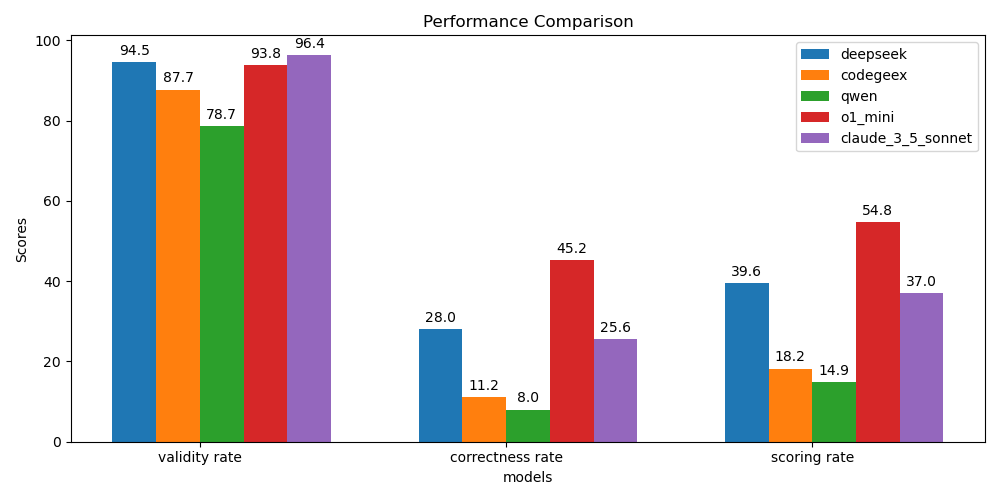 Performance Comparison
deepseek
codegeex
qwen
o1_mini
claude_3_5_sonnet
Scores
100
80
60
40
20
0
94.5
87.7
78.7
93.8
96.4
28.0
11.2
8.0
45.2
25.6
39.6
18.2
14.9
54.8
37.0
validity rate
correctness rate
scoring rate
models